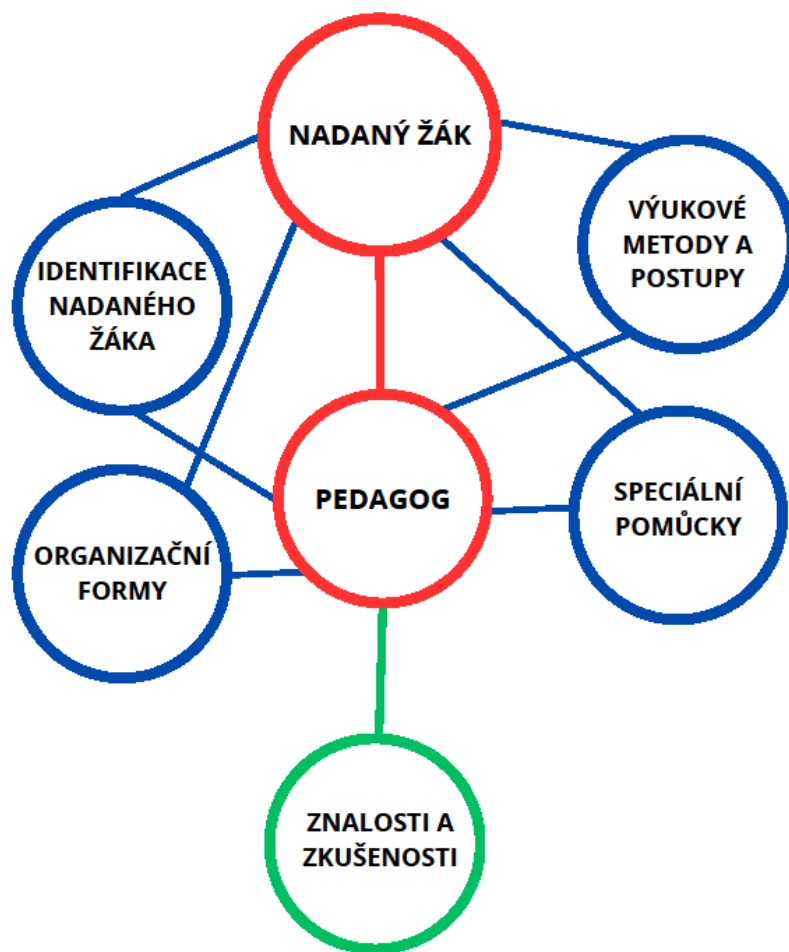 NADANÝ ŽÁK
VÝUKOVÉ
METODY A
POSTUPY
IDENTIFIKACE
NADANÉHO
ŽÁKA
PEDAGOG
SPECIÁLNÍ
POMŮCKY
ORGANIZAČNÍ
FORMY
ZNALOSTI A
ZKUŠENOSTI